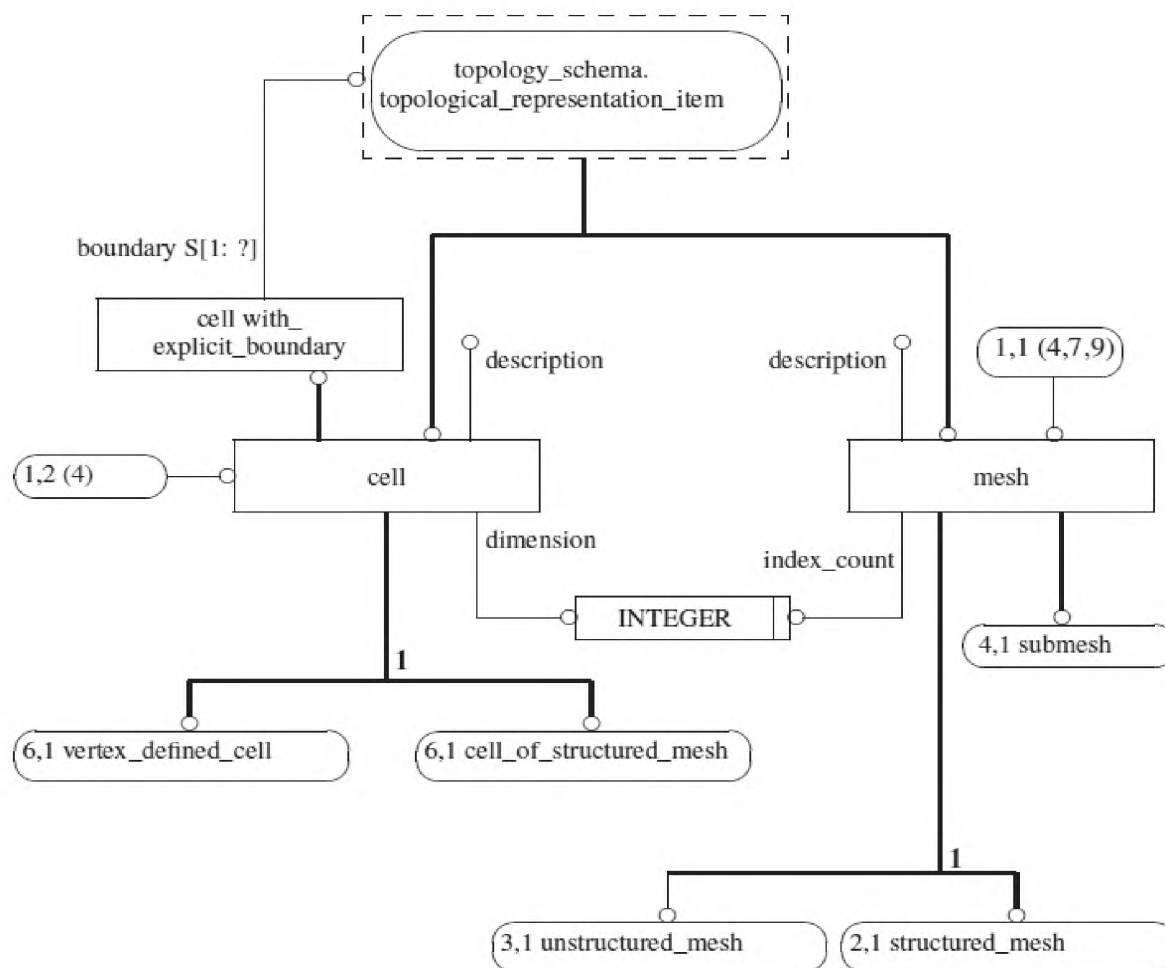 topology_schema.
topological_representation_item
boundary S[1: ?]
cell with_
explicit_boundary
description
description
1,1 (4,7,9)
1,2 (4)
cell
mesh
dimension
index_count
INTEGER
4,1 submesh
1
6,1 vertex_defined_cell
6,1 cell_of_structured_mesh
1
3,1 unstructured_mesh
2,1 structured_mesh